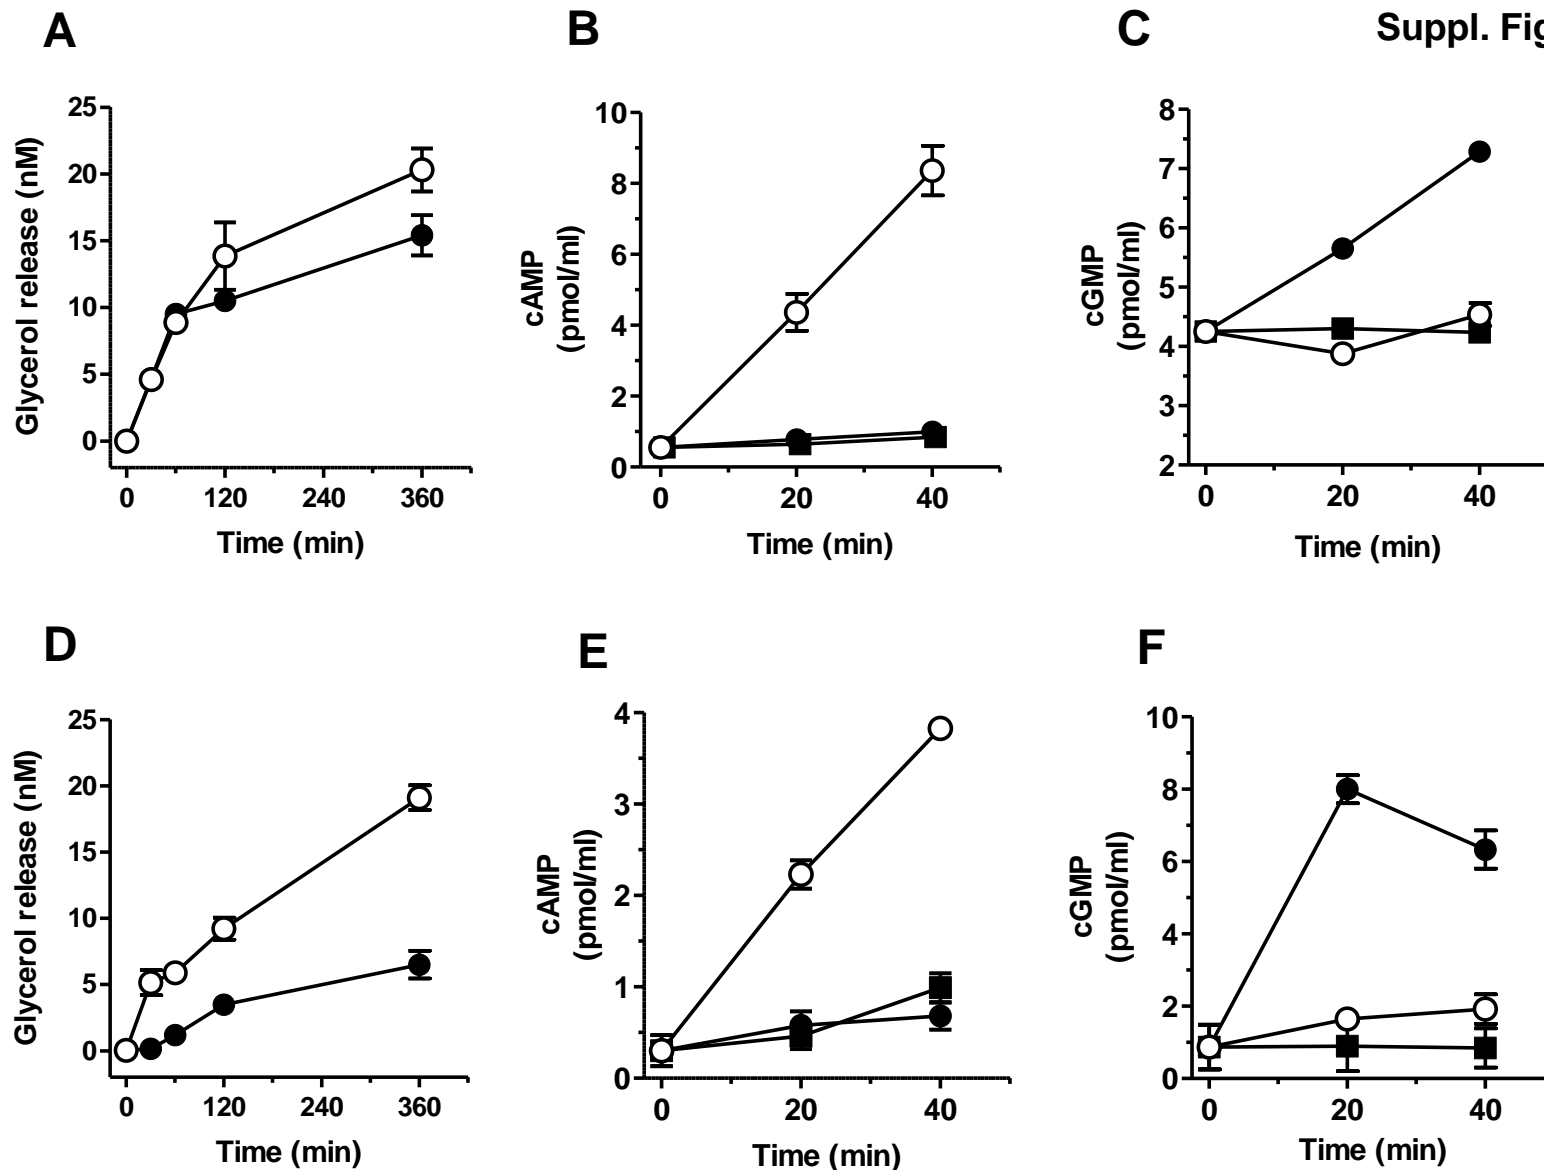 A
B
C
Suppl. Fig
25
20
15
10
5
0
Glycerol release (nM)
0 120 240 360
Time (min)
10
8
6
4
2
0
cAMP
(pmol/ml)
0 20 40
Time (min)
8
7
6
5
4
3
2
cGMP
(pmol/ml)
0 20 40
Time (min)
D
E
F
25
20
15
10
5
0
Glycerol release (nM)
0 120 240 360
Time (min)
4
3
2
1
0
cAMP
(pmol/ml)
0 20 40
Time (min)
10
8
6
4
2
0
cGMP
(pmol/ml)
0 20 40
Time (min)